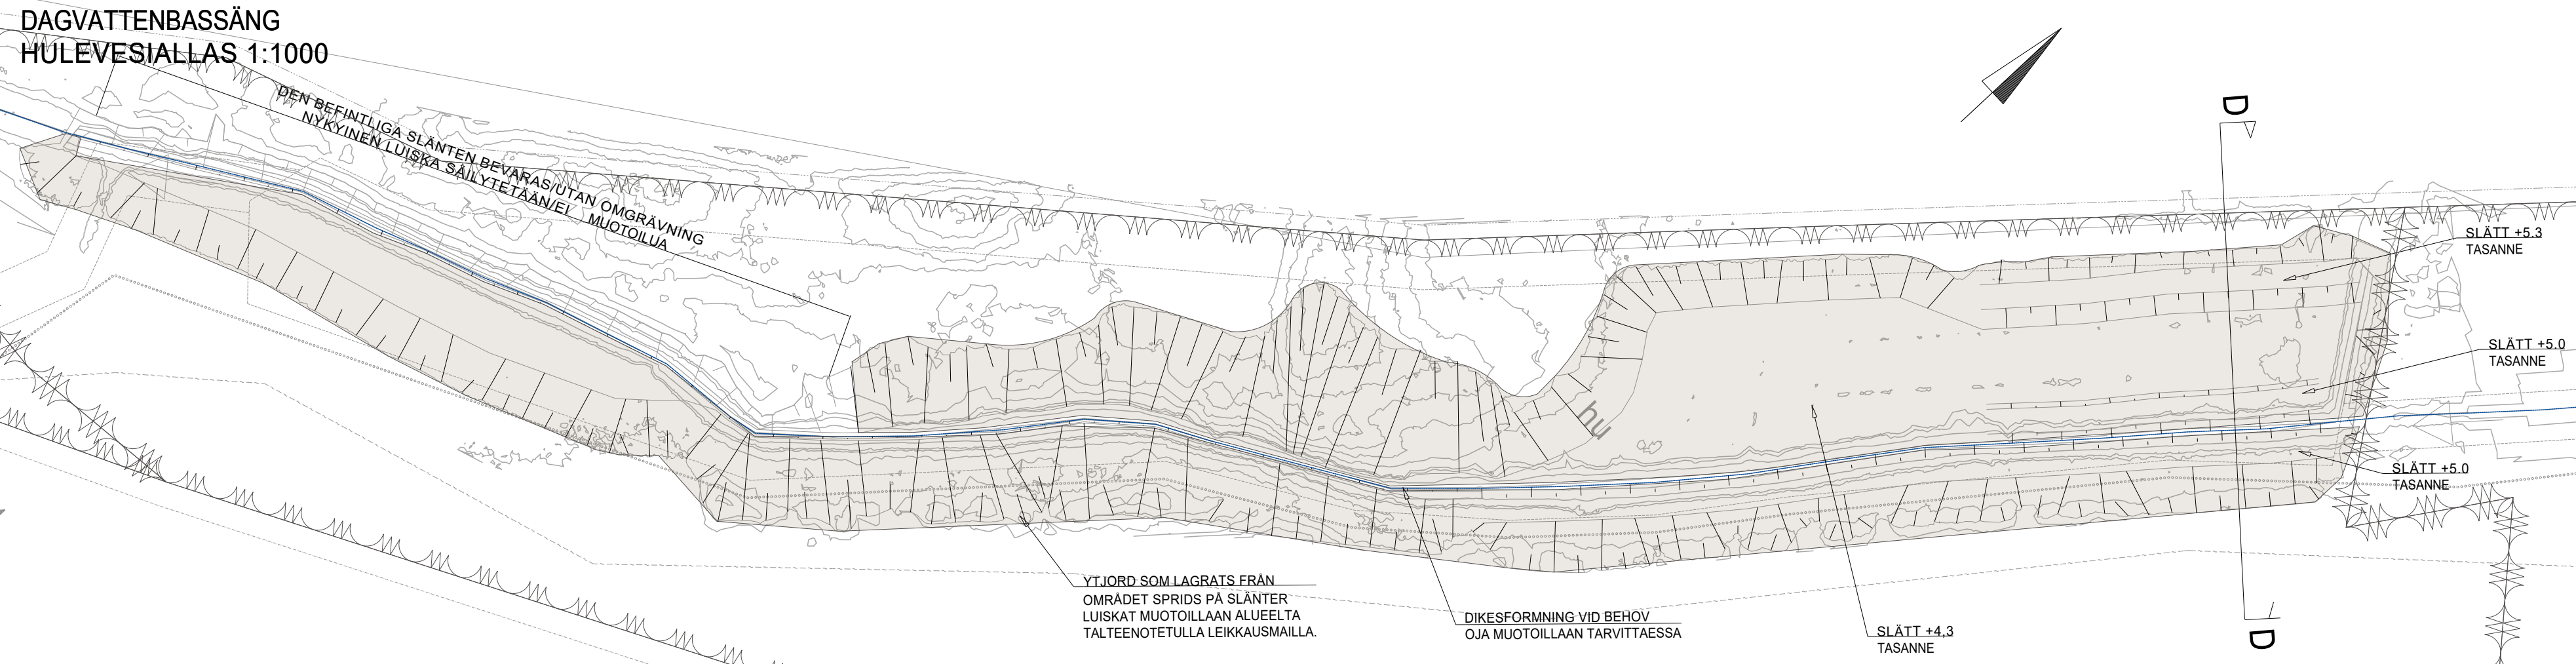 DAGVATTENBASSÄNG
HULEVESIALLAS 1:1000
DEN BEFINTLIGA SLÄNTEN BEVARAS/UTAN OMGRÄVNING
NYKYINEN LUISKA SÄILYTETÄÄN/EI MUOTOILUA
D
SLÄTT +5.3
TASANNE
SLÄTT +5.0
TASANNE
hu
SLÄTT +5.0
TASANNE
YTJORD SOM LAGRATS FRÅN
OMRÅDET SPRIDS PÅ SLÄNTER
LUISKAT MUOTOILLAAN ALUEELTA
TALTEENOTETULLA LEIKKAUSMAILLA.
DIKESFORMNING VID BEHOV
OJA MUOTOILLAAN TARVITTAESSA
SLÄTT +4,3
TASANNE
D